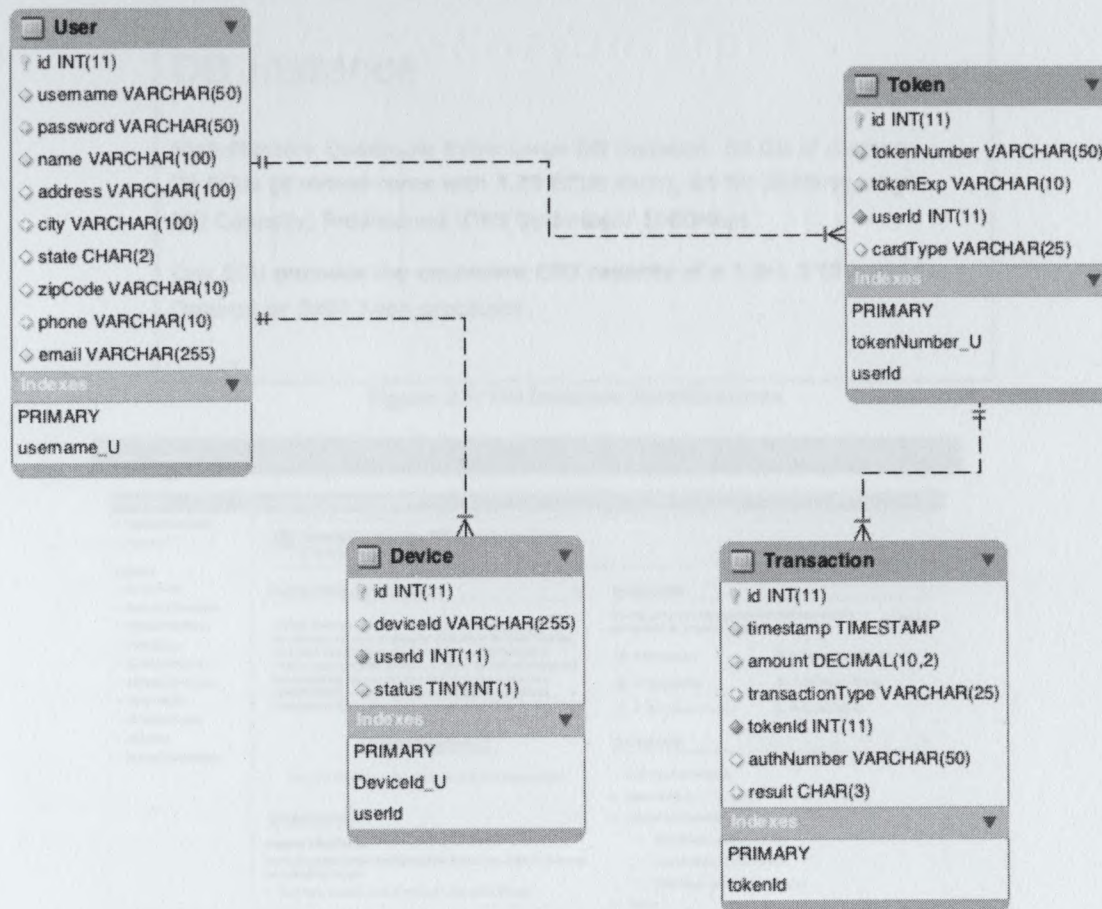 User
id INT(11)
username VARCHAR(50)
password VARCHAR(50)
name VARCHAR(100)
address VARCHAR(100)
city VARCHAR(100)
state CHAR(2)
zipCode VARCHAR(10)
phone VARCHAR(10)
email VARCHAR(255)
Indexes
PRIMARY
username_U
Token
id INT(11)
tokenNumber VARCHAR(50)
tokenExp VARCHAR(10)
userId INT(11)
cardType VARCHAR(25)
Indexes
PRIMARY
tokenNumber_U
userId
Device
id INT(11)
deviceId VARCHAR(255)
userId INT(11)
status TINYINT(1)
Indexes
PRIMARY
DeviceId_U
userId
Transaction
id INT(11)
timestamp TIMESTAMP
amount DECIMAL(10,2)
transactionType VARCHAR(25)
tokenId INT(11)
authNumber VARCHAR(50)
result CHAR(3)
Indexes
PRIMARY
tokenId